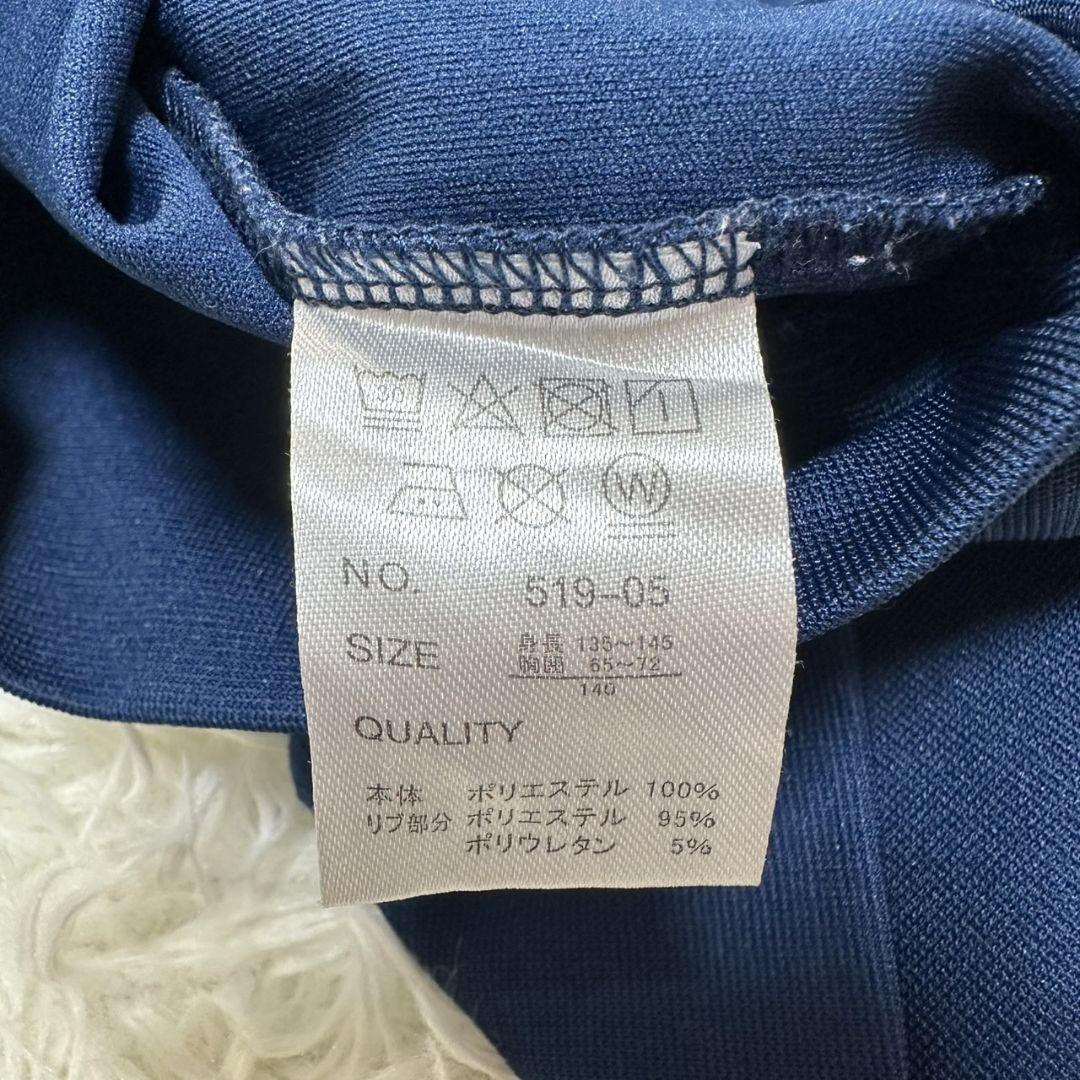 30
W
NO. 519-05
SIZE 身長 135〜145
胸囲 65〜72
140
QUALITY
本体 ポリエステル 100%
リブ部分 ポリエステル 95%
ポリウレタン 5%